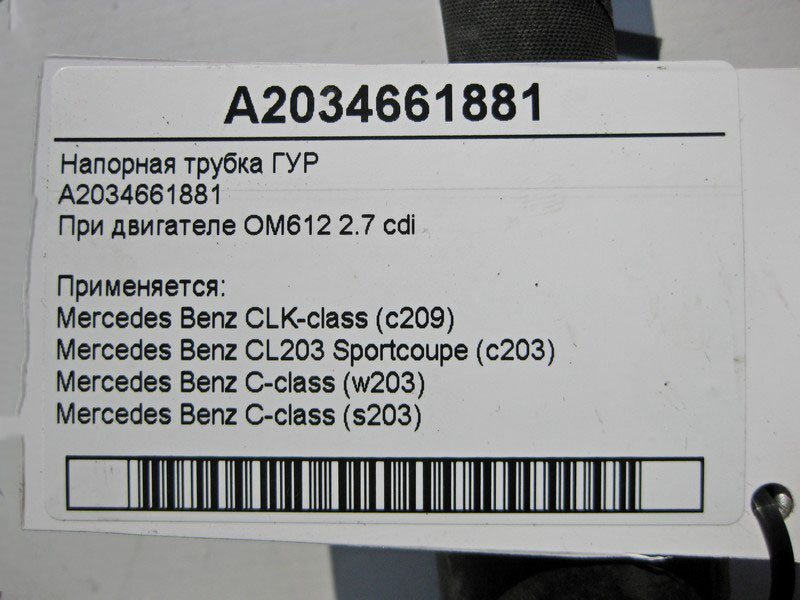 A2034661881
Напорная трубка ГУР
A2034661881
При двигателе OM612 2.7 cdi
Применяется:
Mercedes Benz CLK-class (c209)
Mercedes Benz CL203 Sportcoupe (c203)
Mercedes Benz C-class (w203)
Mercedes Benz C-class (s203)